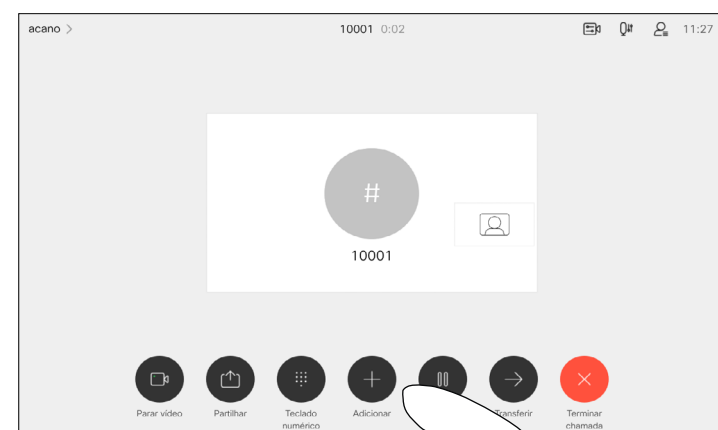 acano >
10001 0:02
11:27
#
10001
Parar vídeo
Partilhar
Teclado
numérico
Adicionar
Transferir
Terminar
chamada